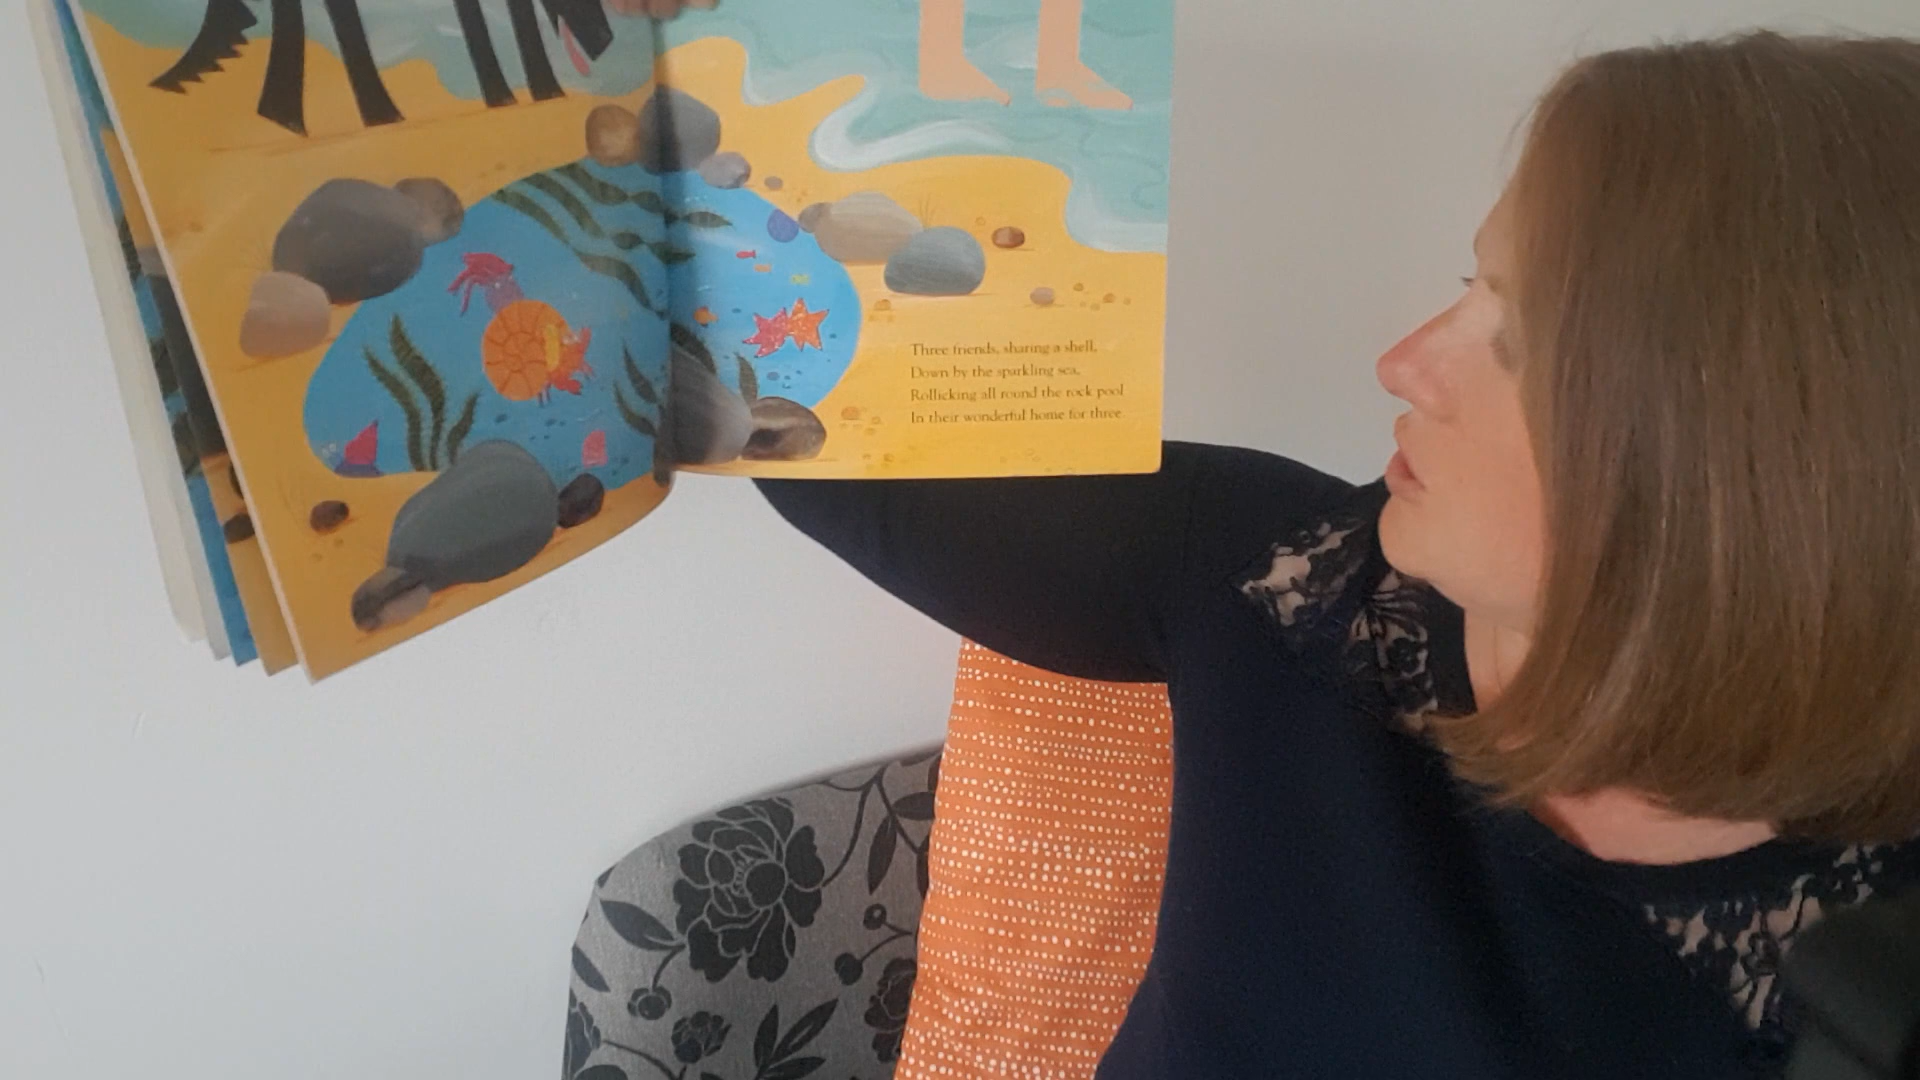 Three friends, sharing a shell,
Down by the sparkling sea,
Rollicking all round the rock pool
In their wonderful home for three.